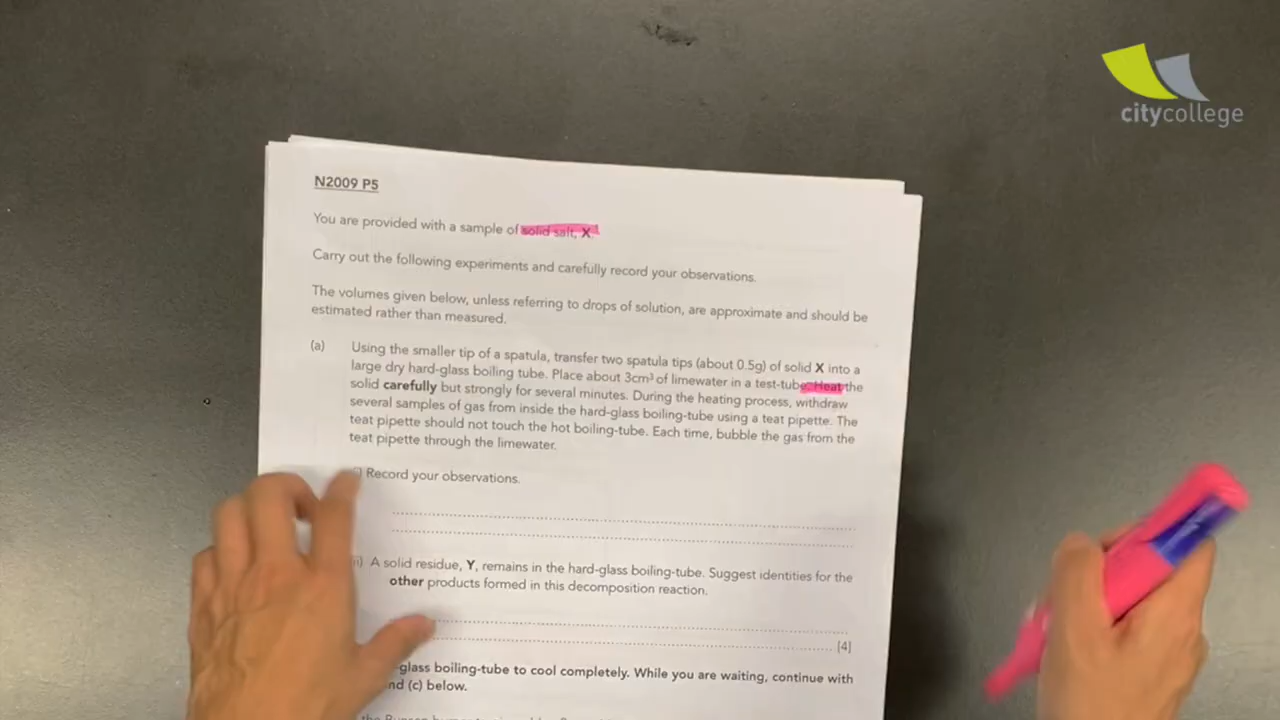 citycollege
N2009 P5
You are provided with a sample of solid salt, X.
Carry out the following experiments and carefully record your observations.
The volumes given below, unless referring to drops of solution, are approximate and should be
estimated rather than measured.
(a) Using the smaller tip of a spatula, transfer two spatula tips (about 0.5g) of solid X into a
large dry hard-glass boiling tube. Place about 3cm³ of limewater in a test-tube. Heat the
solid carefully but strongly for several minutes. During the heating process, withdraw
several samples of gas from inside the hard-glass boiling-tube using a teat pipette. The
teat pipette should not touch the hot boiling-tube. Each time, bubble the gas from the
teat pipette through the limewater.
Record your observations.
ii) A solid residue, Y, remains in the hard-glass boiling-tube. Suggest identities for the
other products formed in this decomposition reaction.
[4]
-glass boiling-tube to cool completely. While you are waiting, continue with
nd (c) below.